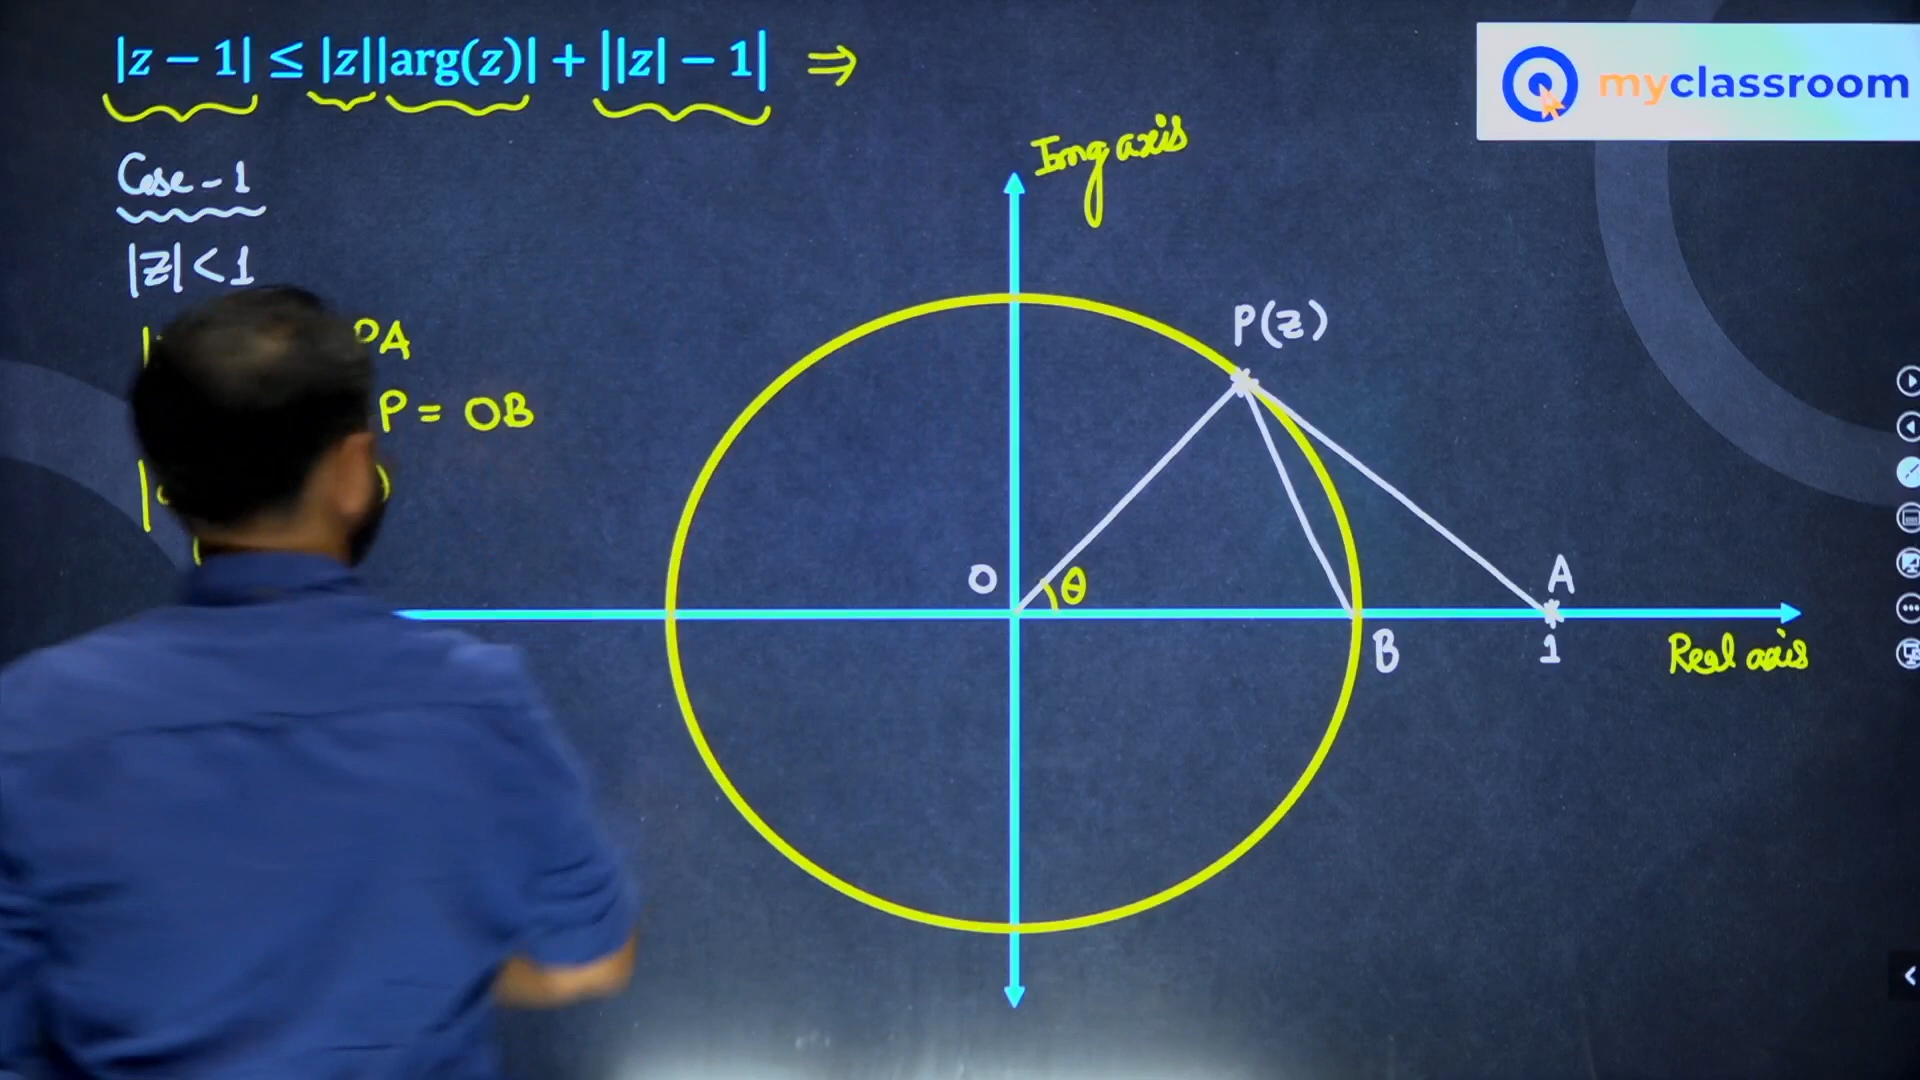 |z − 1| ≤ |z||arg(z)| + ||z| − 1| ⇒
myclassroom
Img axis
Case - 1
|z| < 1
PA
P = OB
P(z)
O
θ
A
B
1
Real axis